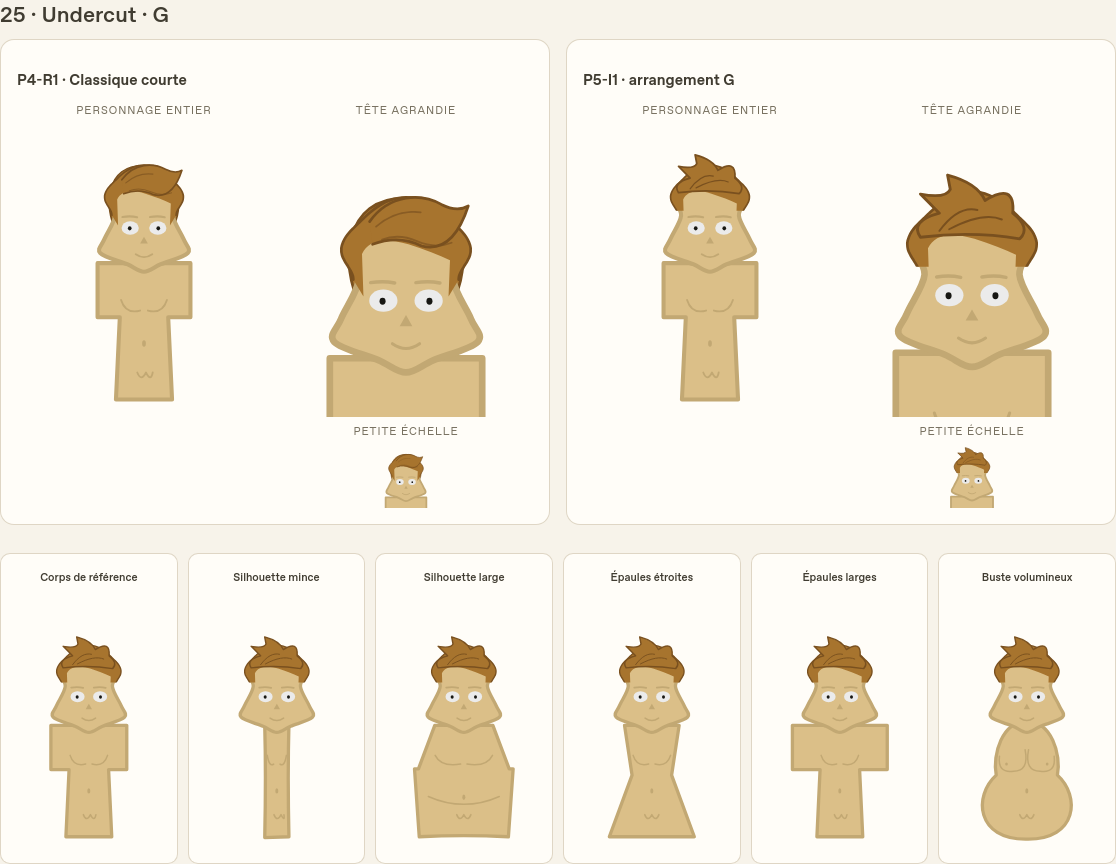 25 · Undercut · G
P4-R1 · Classique courte
PERSONNAGE ENTIER
TÊTE AGRANDIE
PETITE ÉCHELLE
P5-I1 · arrangement G
PERSONNAGE ENTIER
TÊTE AGRANDIE
PETITE ÉCHELLE
Corps de référence
Silhouette mince
Silhouette large
Épaules étroites
Épaules larges
Buste volumineux